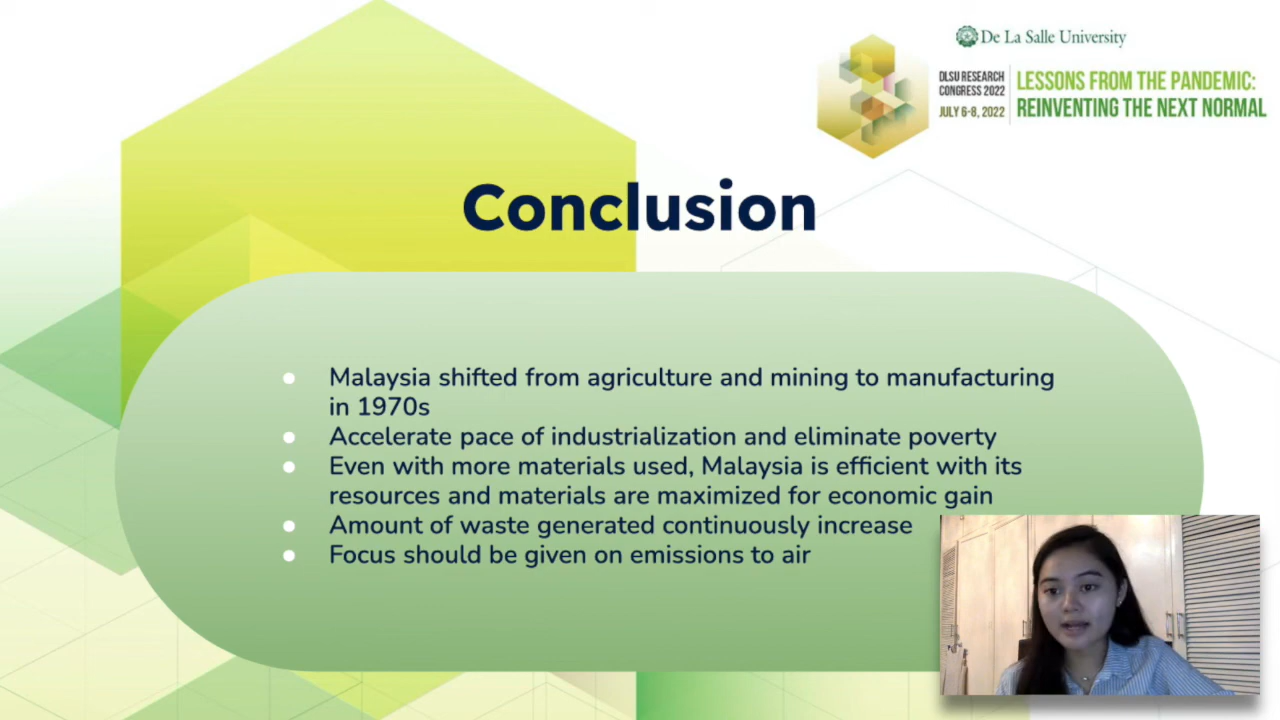 De La Salle University
DLSU RESEARCH
CONGRESS 2022
JULY 6-8, 2022
LESSONS FROM THE PANDEMIC:
REINVENTING THE NEXT NORMAL
Conclusion
● Malaysia shifted from agriculture and mining to manufacturing
in 1970s
● Accelerate pace of industrialization and eliminate poverty
● Even with more materials used, Malaysia is efficient with its
resources and materials are maximized for economic gain
● Amount of waste generated continuously increase
● Focus should be given on emissions to air